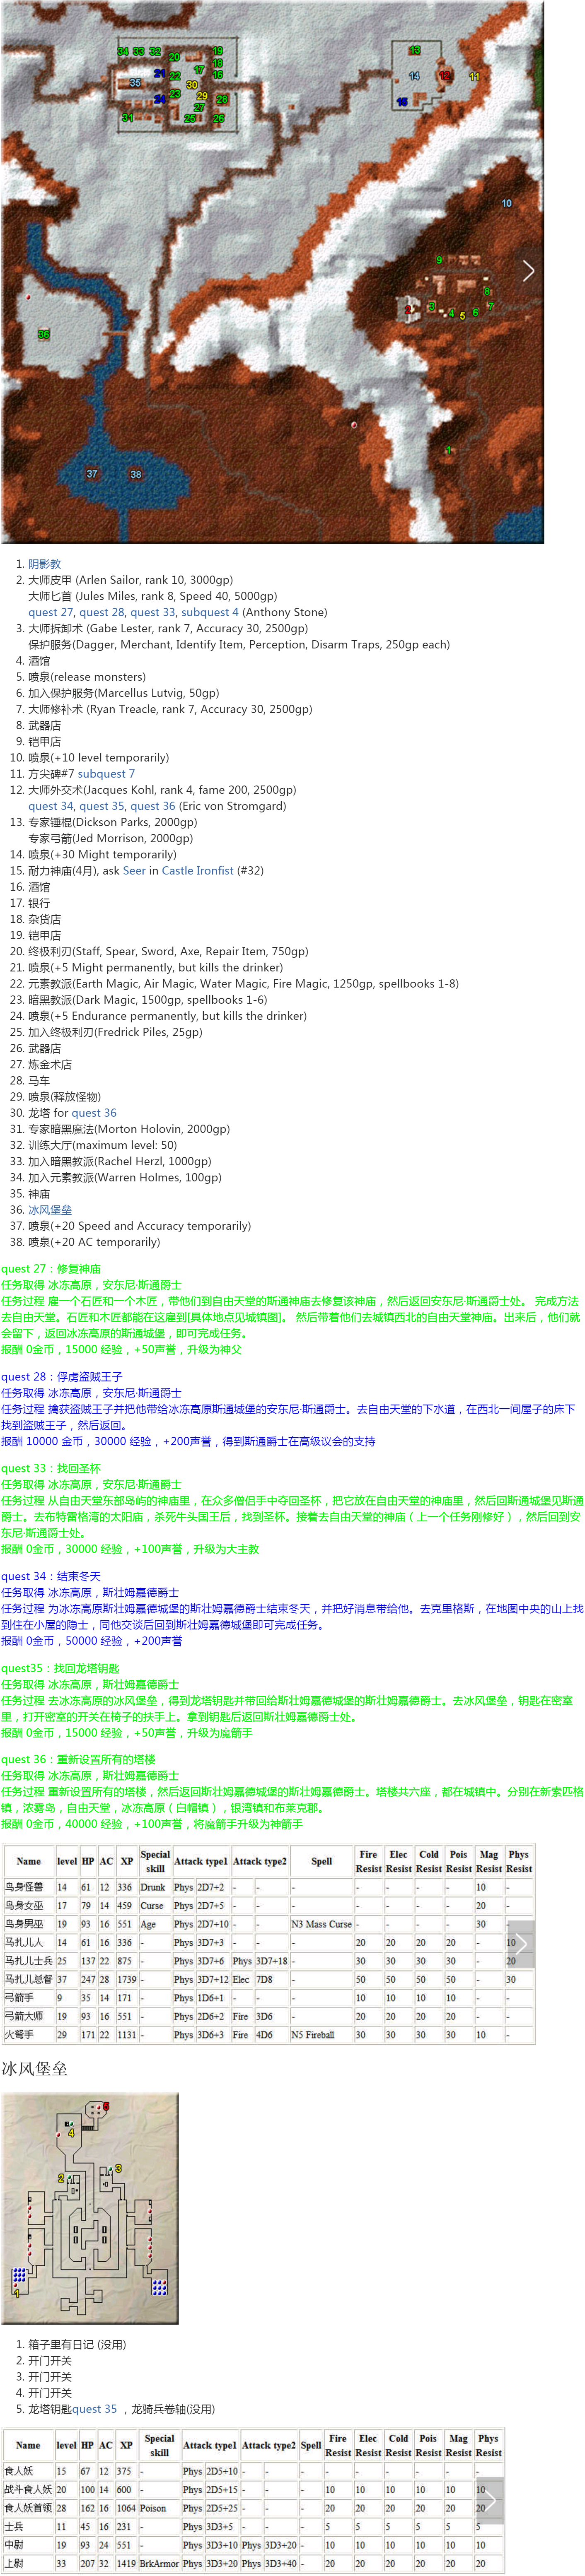 34 33 32
20
19
18
21
22
17
16
35
30
24
23
29
28
27
31
25
26
13
14
12
11
15
10
9
8
2
3
4
5
6
7
36
1
37
38
1. 阴影教
2. 大师皮甲 (Arlen Sailor, rank 10, 3000gp)
大师匕首 (Jules Miles, rank 8, Speed 40, 5000gp)
quest 27, quest 28, quest 33, subquest 4 (Anthony Stone)
3. 大师拆卸术 (Gabe Lester, rank 7, Accuracy 30, 2500gp)
保护服务(Dagger, Merchant, Identify Item, Perception, Disarm Traps, 250gp each)
4. 酒馆
5. 喷泉(release monsters)
6. 加入保护服务(Marcellus Lutvig, 50gp)
7. 大师修补术 (Ryan Treacle, rank 7, Accuracy 30, 2500gp)
8. 武器店
9. 铠甲店
10. 喷泉(+10 level temporarily)
11. 方尖碑#7 subquest 7
12. 大师外交术(Jacques Kohl, rank 4, fame 200, 2500gp)
quest 34, quest 35, quest 36 (Eric von Stromgard)
13. 专家锤棍(Dickson Parks, 2000gp)
专家弓箭(Jed Morrison, 2000gp)
14. 喷泉(+30 Might temporarily)
15. 耐力神庙(4月), ask Seer in Castle Ironfist (#32)
16. 酒馆
17. 银行
18. 杂货店
19. 铠甲店
20. 终极利刃(Staff, Spear, Sword, Axe, Repair Item, 750gp)
21. 喷泉(+5 Might permanently, but kills the drinker)
22. 元素教派(Earth Magic, Air Magic, Water Magic, Fire Magic, 1250gp, spellbooks 1-8)
23. 暗黑教派(Dark Magic, 1500gp, spellbooks 1-6)
24. 喷泉(+5 Endurance permanently, but kills the drinker)
25. 加入终极利刃(Fredrick Piles, 25gp)
26. 武器店
27. 炼金术店
28. 马车
29. 喷泉(释放怪物)
30. 龙塔 for quest 36
31. 专家暗黑魔法(Morton Holovin, 2000gp)
32. 训练大厅(maximum level: 50)
33. 加入暗黑教派(Rachel Herzl, 1000gp)
34. 加入元素教派(Warren Holmes, 100gp)
35. 神庙
36. 冰风堡垒
37. 喷泉(+20 Speed and Accuracy temporarily)
38. 喷泉(+20 AC temporarily)
quest 27：修复神庙
任务取得 冰冻高原，安东尼·斯通爵士
任务过程 雇一个石匠和一个木匠，带他们到自由天堂的斯通神庙去修复该神庙，然后返回安东尼·斯通爵士处。 完成方法
去自由天堂。石匠和木匠都能在这雇到[具体地点见城镇图]。 然后带着他们去城镇西北的自由天堂神庙。出来后，他们就
会留下，返回冰冻高原的斯通城堡，即可完成任务。
报酬 0金币，15000 经验，+50声誉，升级为神父
quest 28：俘虏盗贼王子
任务取得 冰冻高原，安东尼·斯通爵士
任务过程 擒获盗贼王子并把他带给冰冻高原斯通城堡的安东尼·斯通爵士。去自由天堂的下水道，在西北一间屋子的床下
找到盗贼王子，然后返回。
报酬 10000 金币，30000 经验，+200声誉，得到斯通爵士在高级议会的支持
quest 33：找回圣杯
任务取得 冰冻高原，安东尼·斯通爵士
任务过程 从自由天堂东部岛屿的神庙里，在众多僧侣手中夺回圣杯，把它放在自由天堂的神庙里，然后回斯通城堡见斯通
爵士。去布特雷格湾的太阳庙，杀死牛头国王后，找到圣杯。接着去自由天堂的神庙（上一个任务刚修好），然后回到安
东尼·斯通爵士处。
报酬 0金币，30000 经验，+100声誉，升级为大主教
quest 34：结束冬天
任务取得 冰冻高原，斯壮姆嘉德爵士
任务过程 为冰冻高原斯壮姆嘉德城堡的斯壮姆嘉德爵士结束冬天，并把好消息带给他。去克里格斯，在地图中央的山上找
到住在小屋的隐士，同他交谈后回到斯壮姆嘉德城堡即可完成任务。
报酬 0金币，50000 经验，+200声誉
quest35：找回龙塔钥匙
任务取得 冰冻高原，斯壮姆嘉德爵士
任务过程 去冰冻高原的冰风堡垒，得到龙塔钥匙并带回给斯壮姆嘉德城堡的斯壮姆嘉德爵士。去冰风堡垒，钥匙在密室
里，打开密室的开关在椅子的扶手上。拿到钥匙后返回斯壮姆嘉德爵士处。
报酬 0金币，15000 经验，+50声誉，升级为魔箭手
quest 36：重新设置所有的塔楼
任务取得 冰冻高原，斯壮姆嘉德爵士
任务过程 重新设置所有的塔楼，然后返回斯壮姆嘉德城堡的斯壮姆嘉德爵士。塔楼共六座，都在城镇中。分别在新索匹格
镇，浓雾岛，自由天堂，冰冻高原（白帽镇），银湾镇和布莱克郡。
报酬 0金币，40000 经验，+100声誉，将魔箭手升级为神箭手
Name level HP AC XP Special skill Attack type1 Attack type2 Spell Fire Resist Elec Resist Cold Resist Pois Resist Mag Resist Phys Resist
鸟身怪兽 14 61 12 336 Drunk Phys 2D7+2 - - - - - - - 10 -
鸟身女巫 17 79 14 459 Curse Phys 2D7+5 - - - - - - - 20 -
鸟身男巫 19 93 16 551 Age Phys 2D7+10 - - N3 Mass Curse - - - - 30 -
马扎儿人 14 61 16 336 - Phys 3D7+3 - - - 20 20 20 20 - 10
马扎儿士兵 25 137 22 875 - Phys 3D7+6 Phys 3D7+18 - 30 30 30 30 - 20
马扎儿总督 37 247 28 1739 - Phys 3D7+12 Elec 7D8 - 50 50 50 50 - 30
弓箭手 9 35 14 171 - Phys 1D6+1 - - - 10 10 10 10 - -
弓箭大师 19 93 16 551 - Phys 2D6+2 Fire 3D6 - 20 20 20 20 - -
火弩手 29 171 22 1131 - Phys 3D6+3 Fire 4D6 N5 Fireball 30 30 30 30 10 -
冰风堡垒
5
4
3
2
1
1. 箱子里有日记 (没用)
2. 开门开关
3. 开门开关
4. 开门开关
5. 龙塔钥匙quest 35 ，龙骑兵卷轴(没用)
Name level HP AC XP Special skill Attack type1 Attack type2 Spell Fire Resist Elec Resist Cold Resist Pois Resist Mag Resist Phys Resist
食人妖 15 67 12 375 - Phys 2D5+10 - - - - - - - - -
战斗食人妖 20 100 14 600 - Phys 2D5+15 - - - 10 10 10 10 10 10
食人妖首领 28 162 16 1064 Poison Phys 2D5+25 - - - 20 20 20 20 20 20
士兵 11 45 16 231 - Phys 3D3+5 - - - 5 5 5 5 5 5
中尉 19 93 24 551 - Phys 3D3+10 Phys 3D3+20 - 10 10 10 10 10 10
上尉 33 207 32 1419 BrkArmor Phys 3D3+20 Phys 3D3+40 - 20 20 20 20 20 20